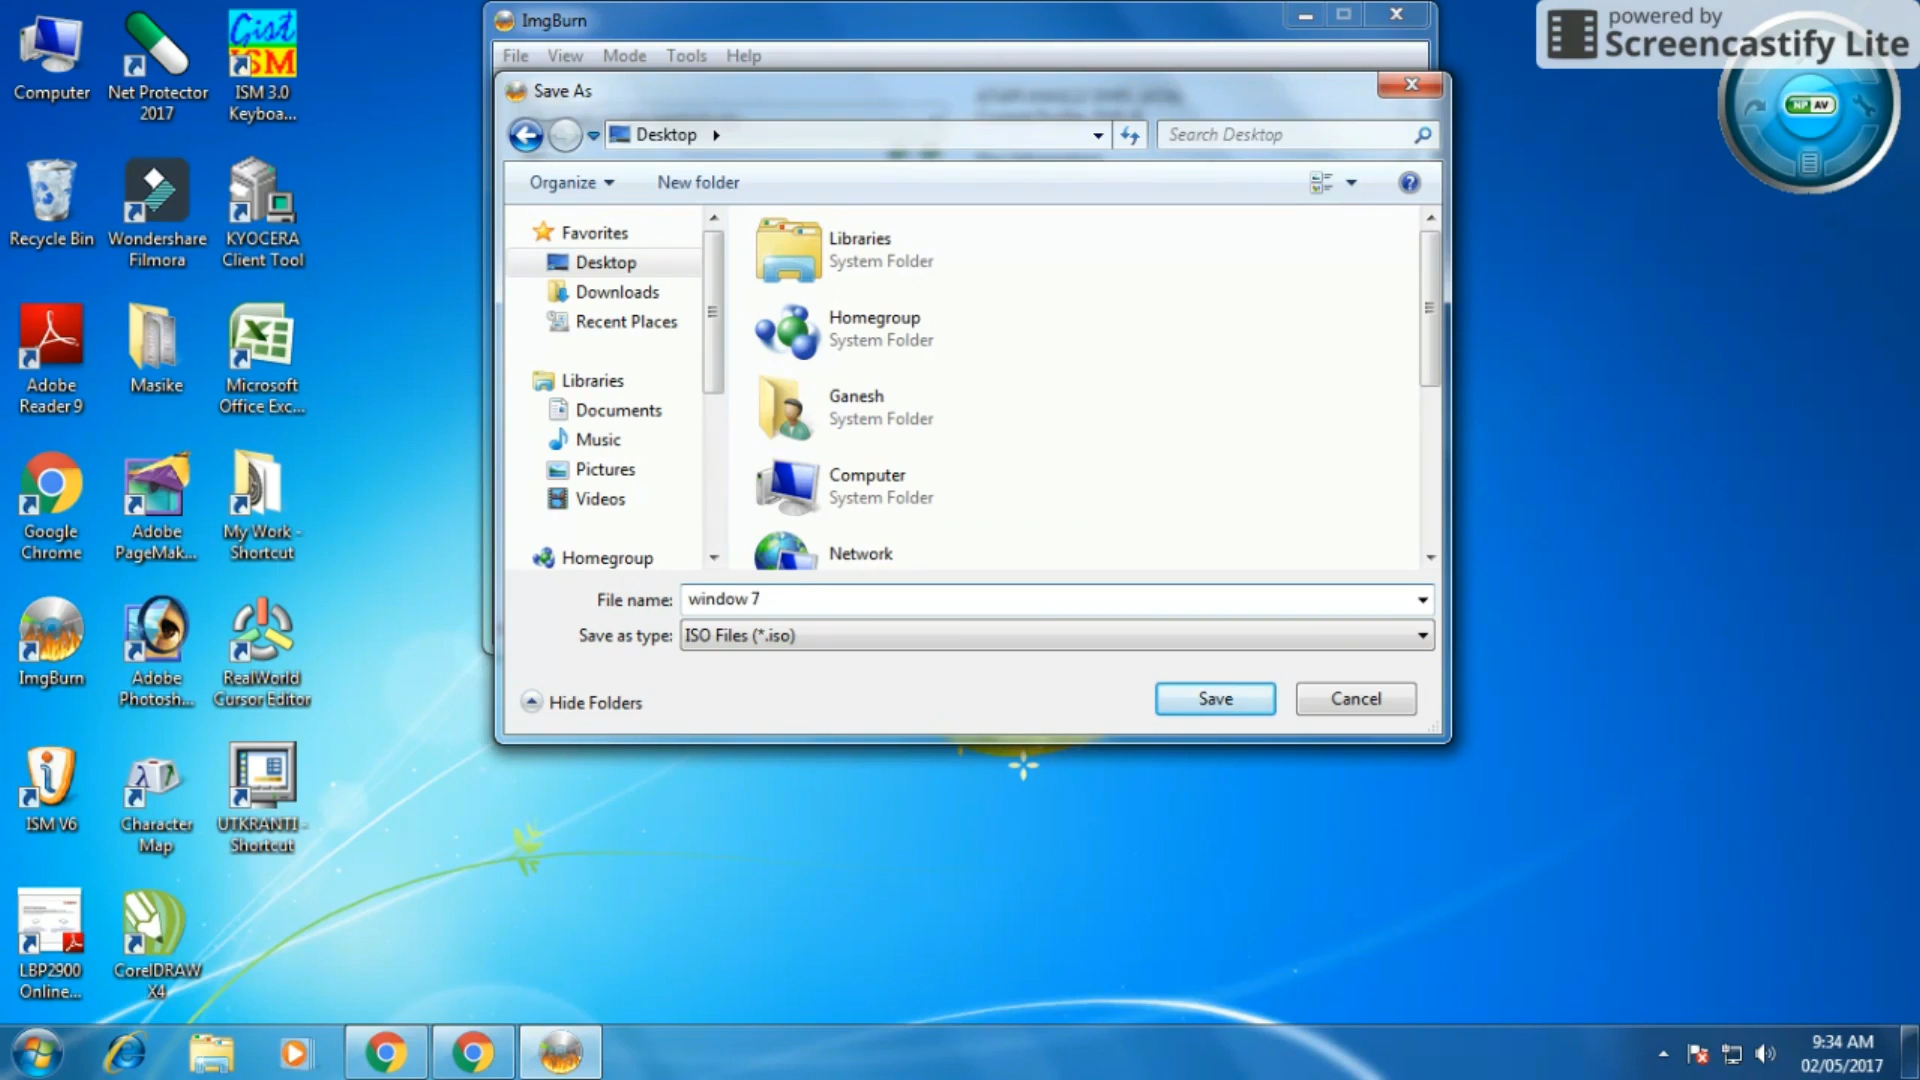 Computer
Net Protector
2017
ISM 3.0
Keyboa...
Gist
ISM
Recycle Bin
Wondershare
Filmora
KYOCERA
Client Tool
Adobe
Reader 9
Masike
Microsoft
Office Exc...
Google
Chrome
Adobe
PageMak...
My Work -
Shortcut
ImgBurn
Adobe
Photosh...
RealWorld
Cursor Editor
ISM V6
Character
Map
UTKRANTI -
Shortcut
LBP2900
Online...
CorelDRAW
X4
ImgBurn
File View Mode Tools Help
Save As
Desktop
Search Desktop
Organize
New folder
Favorites
Desktop
Downloads
Recent Places
Libraries
Documents
Music
Pictures
Videos
Homegroup
Libraries
System Folder
Homegroup
System Folder
Ganesh
System Folder
Computer
System Folder
Network
File name: window 7
Save as type: ISO Files (*.iso)
Hide Folders
Save
Cancel
powered by
Screencastify Lite
NP AV
9:34 AM
02/05/2017